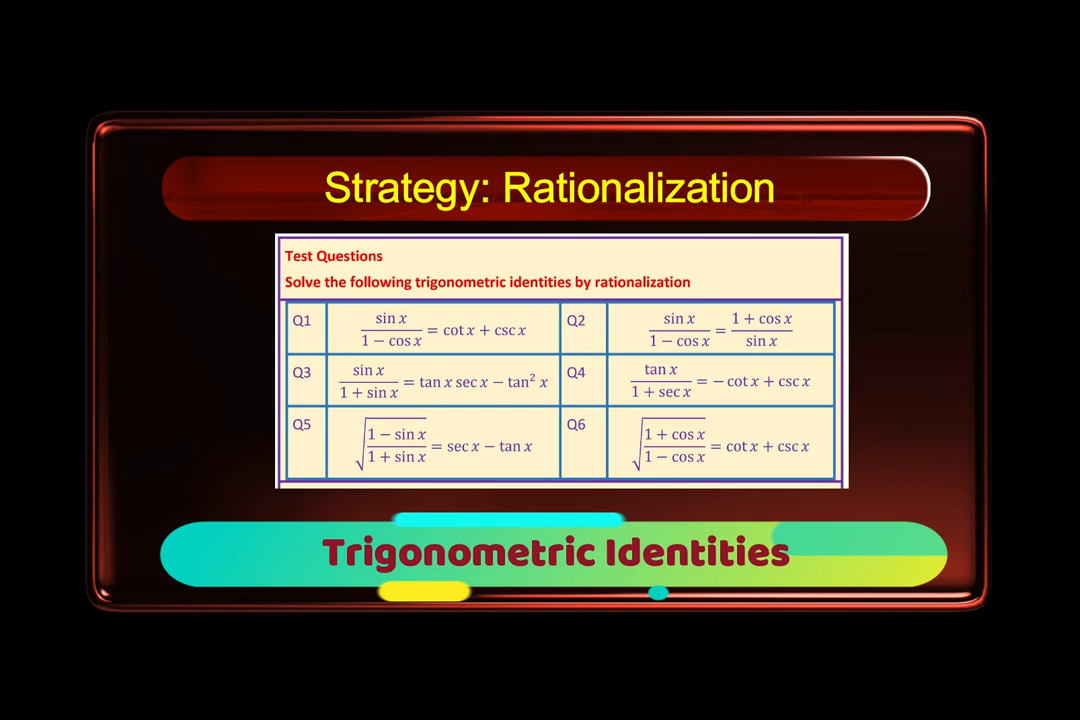 Strategy: Rationalization
Test Questions
Solve the following trigonometric identities by rationalization
Q1 sin x / (1 − cos x) = cot x + csc x
Q2 sin x / (1 − cos x) = (1 + cos x) / sin x
Q3 sin x / (1 + sin x) = tan x sec x − tan² x
Q4 tan x / (1 + sec x) = − cot x + csc x
Q5 √((1 − sin x) / (1 + sin x)) = sec x − tan x
Q6 √((1 + cos x) / (1 − cos x)) = cot x + csc x
Trigonometric Identities